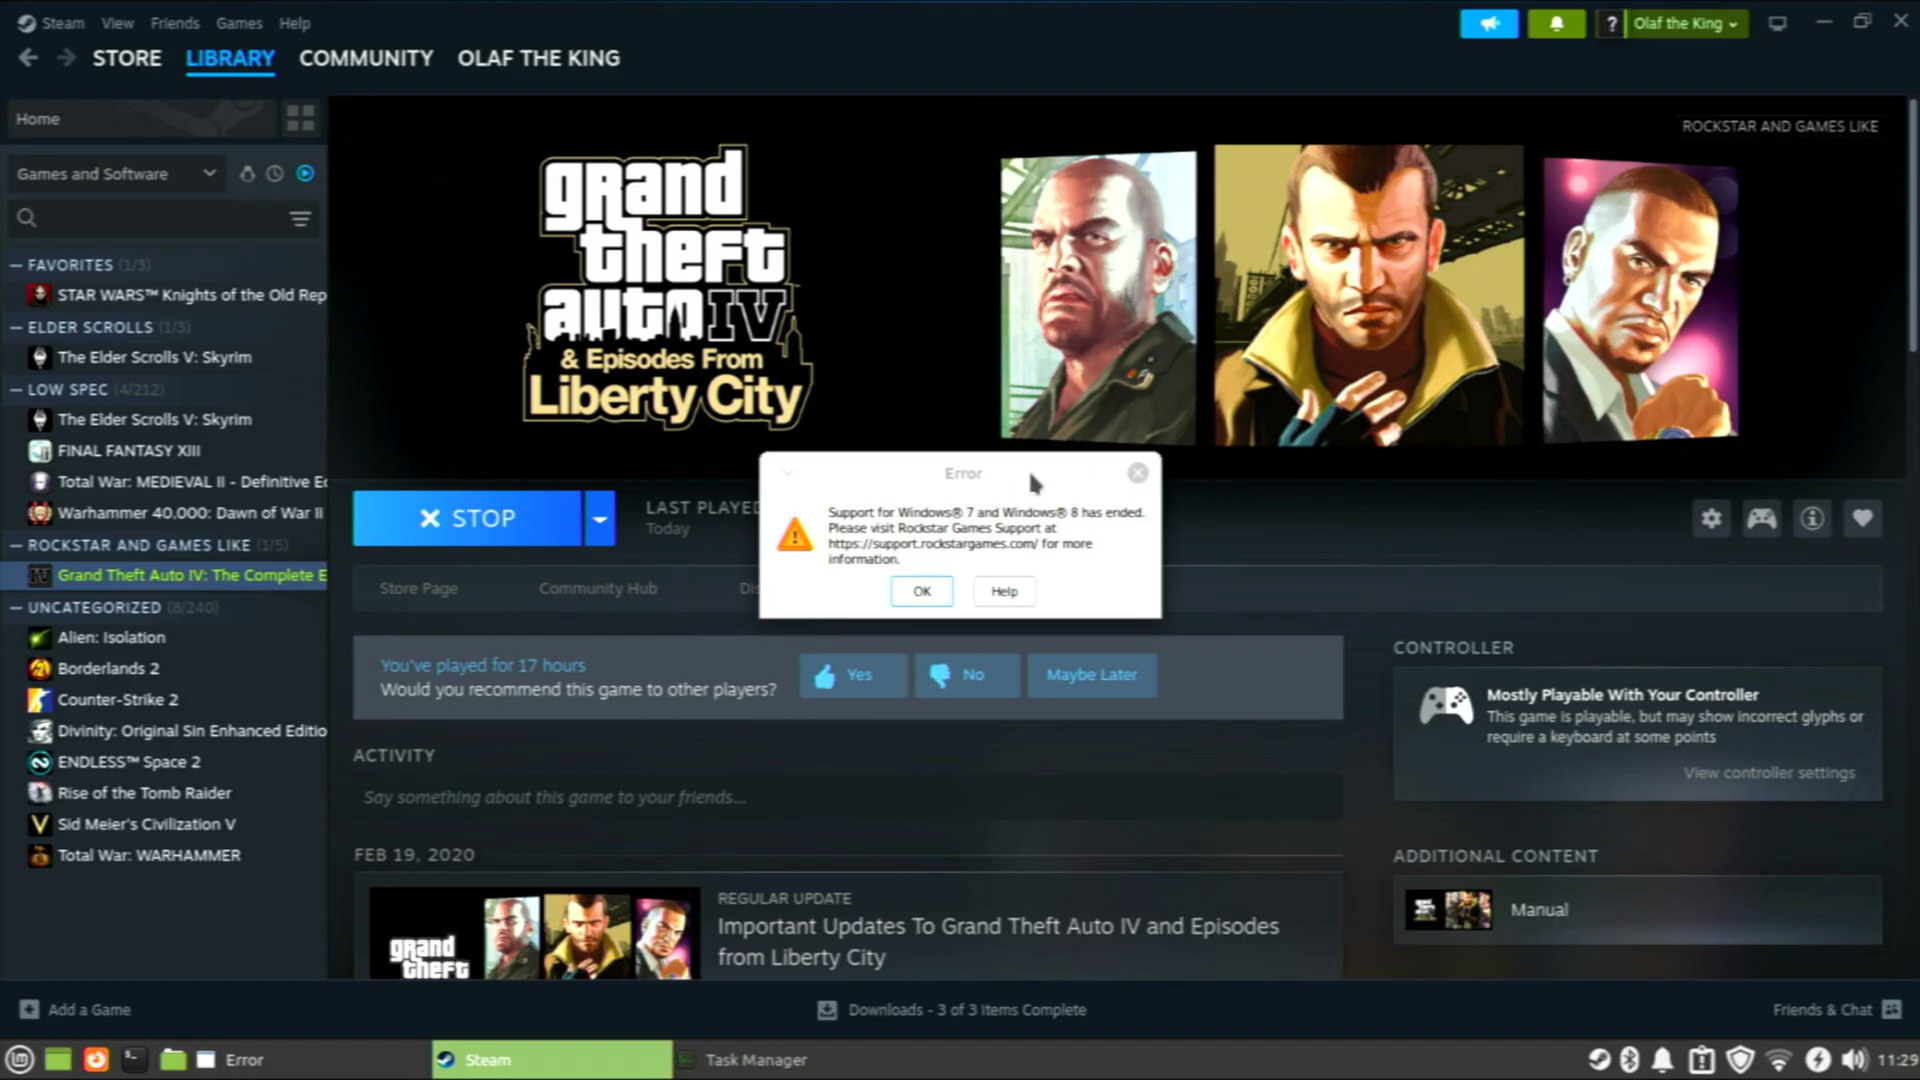 Steam View Friends Games Help
? Olaf the King
STORE LIBRARY COMMUNITY OLAF THE KING
Home
ROCKSTAR AND GAMES LIKE
Games and Software
grand
theft
auto IV
& Episodes From
Liberty City
— FAVORITES (1/3)
STAR WARS™ Knights of the Old Rep
— ELDER SCROLLS (1/3)
The Elder Scrolls V: Skyrim
— LOW SPEC (4/212)
The Elder Scrolls V: Skyrim
FINAL FANTASY XIII
Total War: MEDIEVAL II - Definitive Ec
Warhammer 40,000: Dawn of War II
— ROCKSTAR AND GAMES LIKE (1/5)
Grand Theft Auto IV: The Complete E
— UNCATEGORIZED (8/240)
Alien: Isolation
Borderlands 2
Counter-Strike 2
Divinity: Original Sin Enhanced Editio
ENDLESS™ Space 2
Rise of the Tomb Raider
Sid Meier's Civilization V
Total War: WARHAMMER
Error
Support for Windows® 7 and Windows® 8 has ended.
Please visit Rockstar Games Support at
https://support.rockstargames.com/ for more
information.
OK Help
STOP
LAST PLAYED
Today
Store Page Community Hub Dis
You've played for 17 hours
Would you recommend this game to other players?
Yes No Maybe Later
CONTROLLER
Mostly Playable With Your Controller
This game is playable, but may show incorrect glyphs or
require a keyboard at some points
View controller settings
ACTIVITY
Say something about this game to your friends...
FEB 19, 2020
REGULAR UPDATE
Important Updates To Grand Theft Auto IV and Episodes
from Liberty City
grand
theft
ADDITIONAL CONTENT
Manual
Add a Game
Downloads - 3 of 3 Items Complete
Friends & Chat
Error Steam Task Manager 11:29